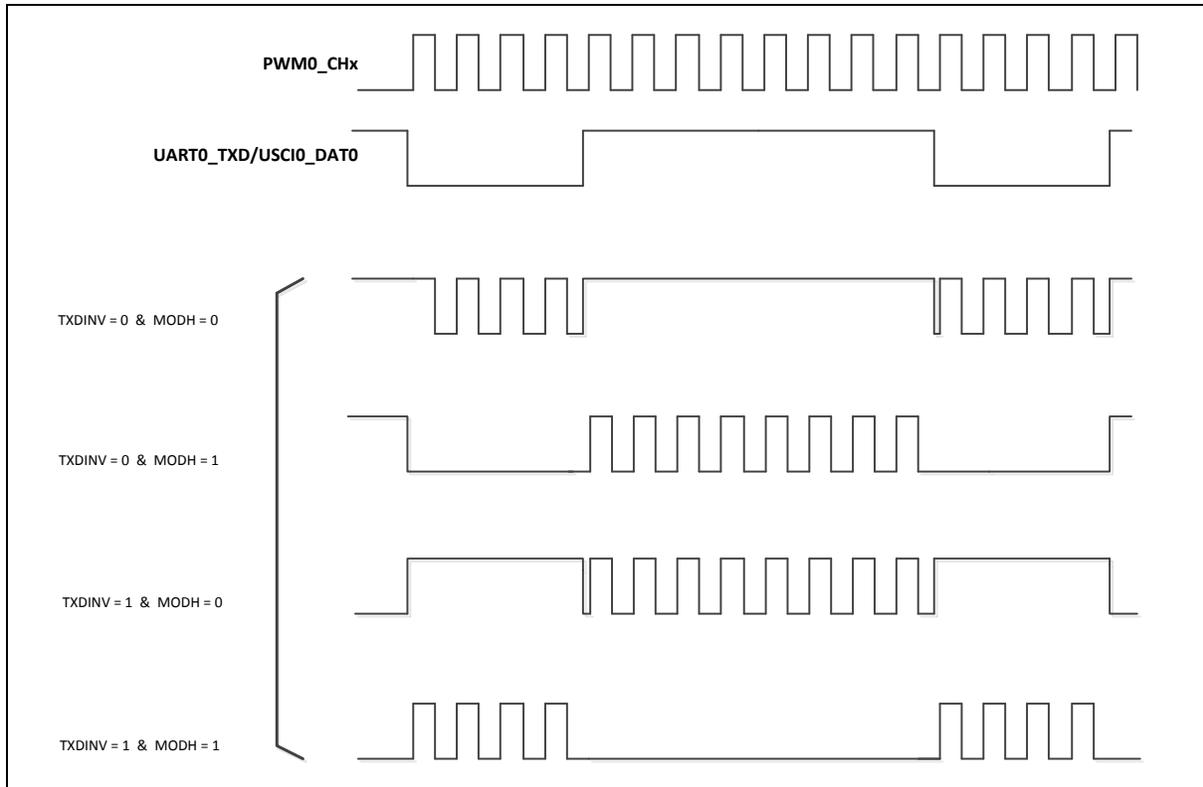 PWM0_CHx
UART0_TXD/USCI0_DAT0
TXDINV = 0 & MODH = 0
TXDINV = 0 & MODH = 1
TXDINV = 1 & MODH = 0
TXDINV = 1 & MODH = 1